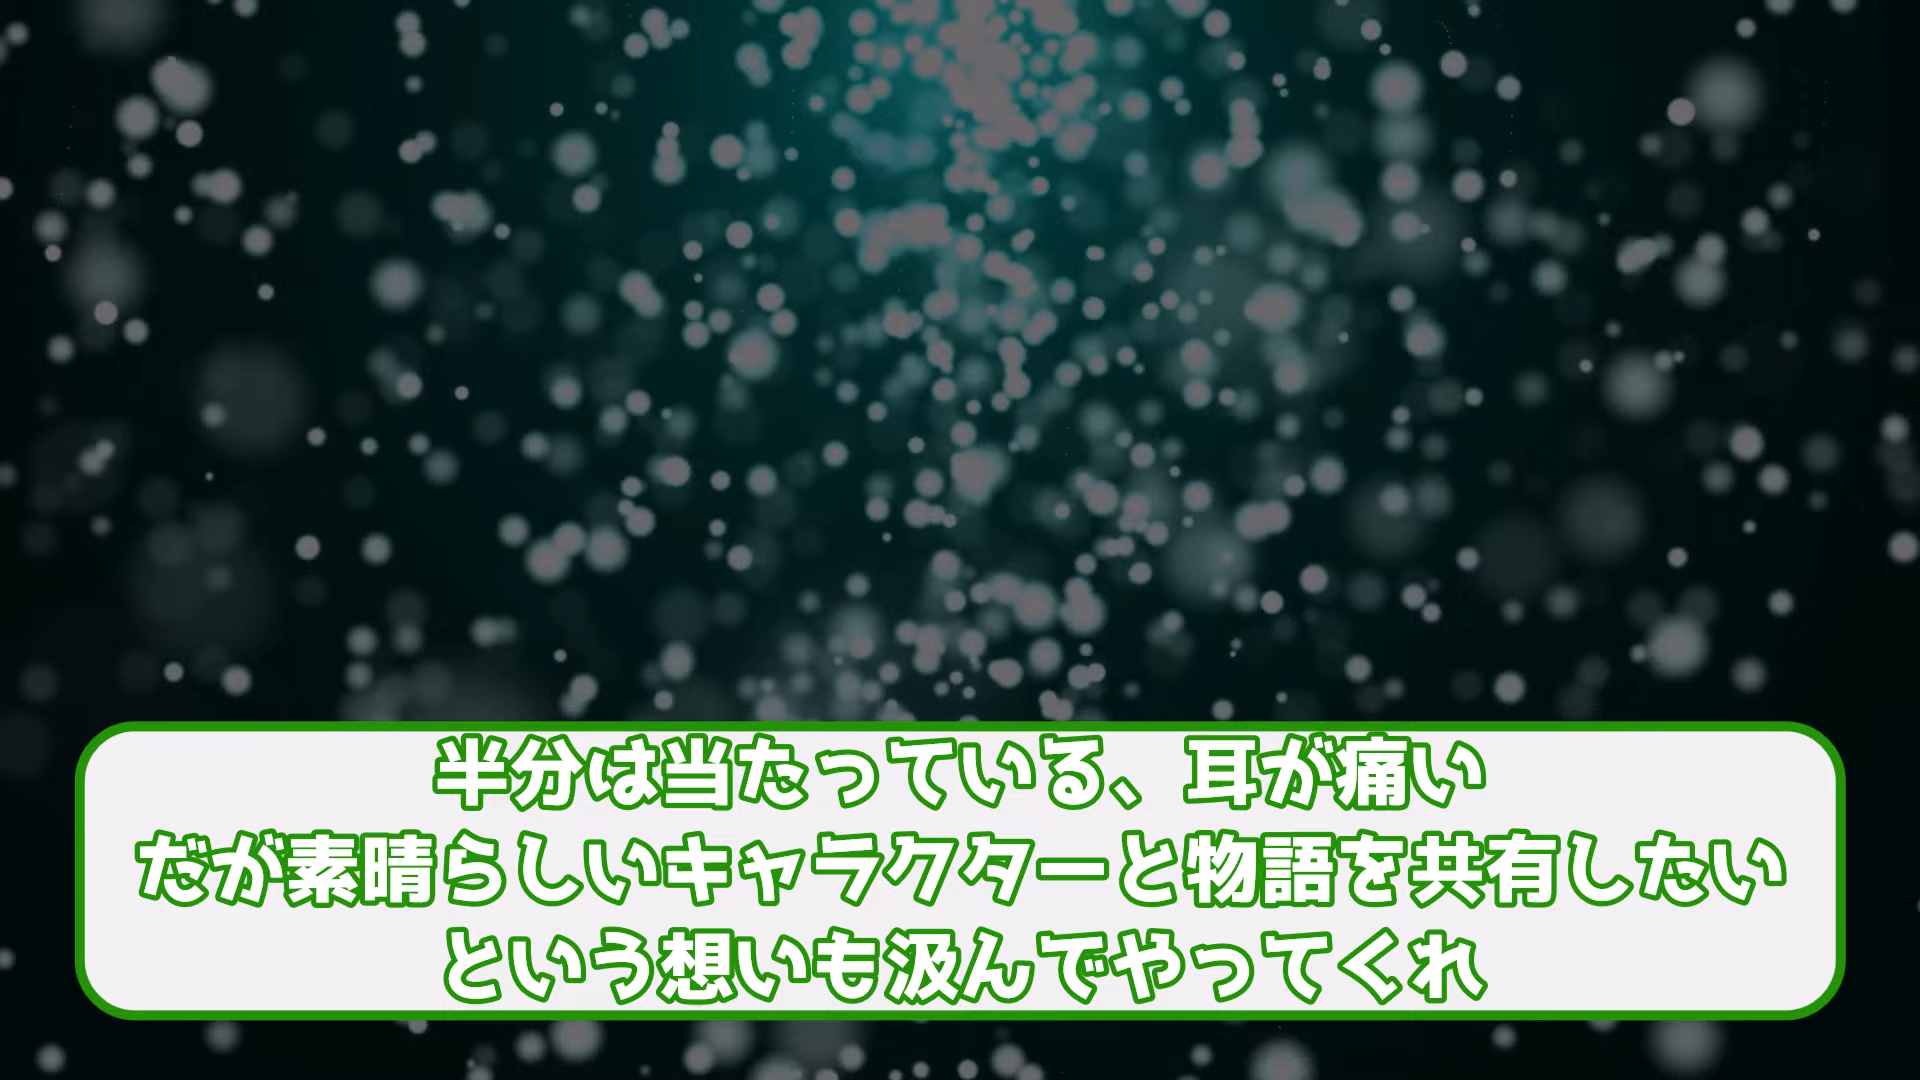 半分は当たっている、耳が痛い
だが素晴らしいキャラクターと物語を共有したい
という想いも汲んでやってくれ